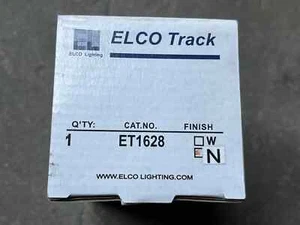 ELCO Track
ELCO Lighting
Q'TY: CAT.NO. FINISH
1 ET1628 W
N
WWW.ELCO LIGHTING.COM